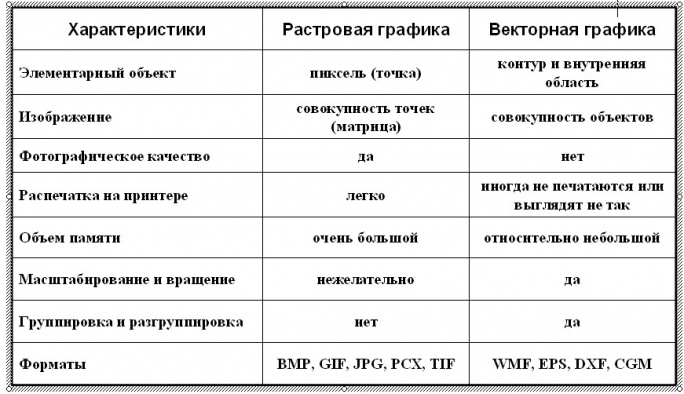 Характеристики Растровая графика Векторная графика
Элементарный объект пиксель (точка) контур и внутренняя
область
Изображение совокупность точек
(матрица) совокупность объектов
Фотографическое качество да нет
Распечатка на принтере легко иногда не печатаются или
выглядят не так
Объем памяти очень большой относительно небольшой
Масштабирование и вращение нежелательно да
Группировка и разгруппировка нет да
Форматы BMP, GIF, JPG, PCX, TIF WMF, EPS, DXF, CGM